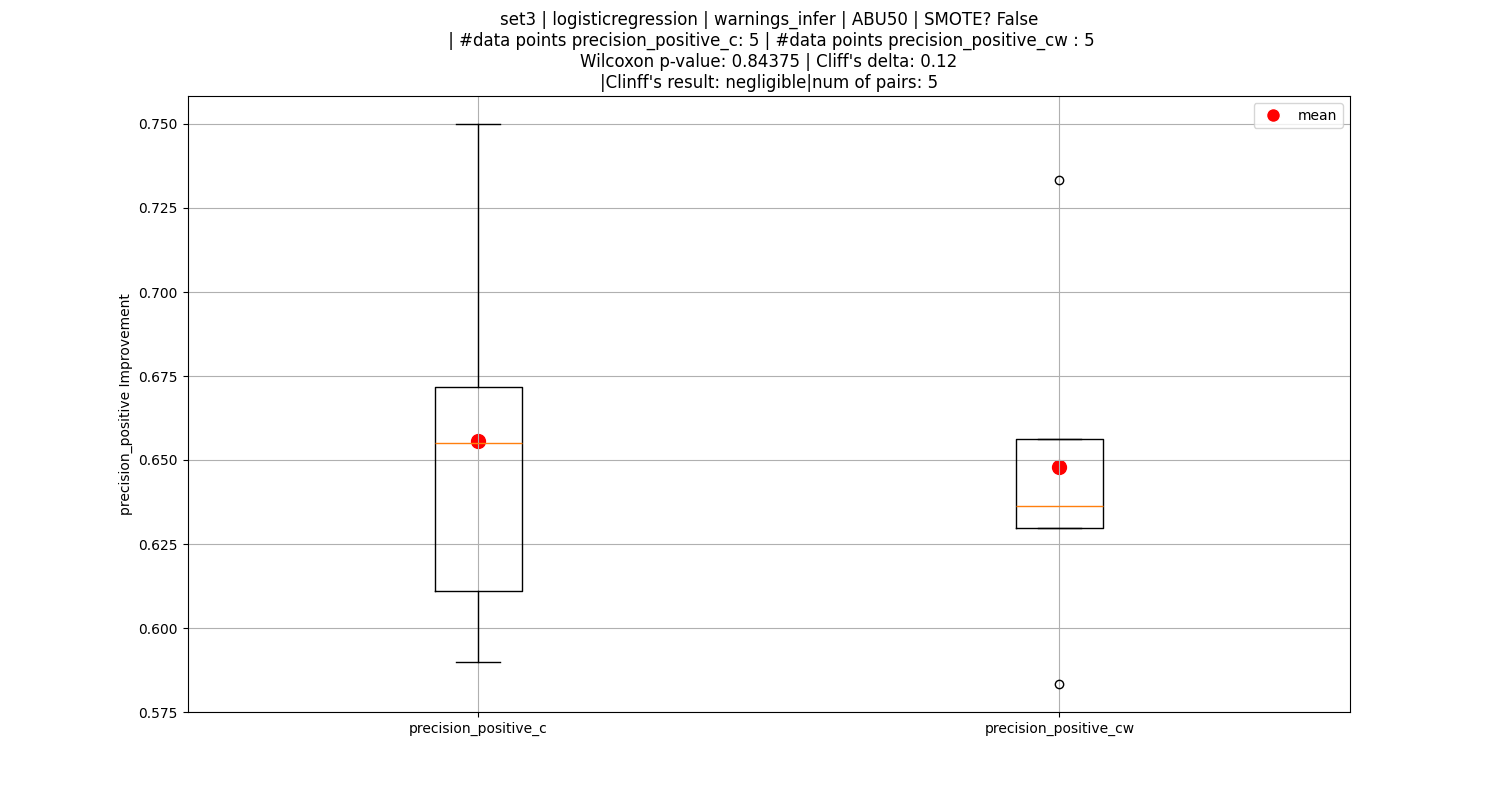 set3 | logisticregression | warnings_infer | ABU50 | SMOTE? False
| #data points precision_positive_c: 5 | #data points precision_positive_cw : 5
Wilcoxon p-value: 0.84375 | Cliff's delta: 0.12
|Clinff's result: negligible|num of pairs: 5
mean
0.750
0.725
0.700
0.675
0.650
0.625
0.600
0.575
precision_positive Improvement
precision_positive_c
precision_positive_cw